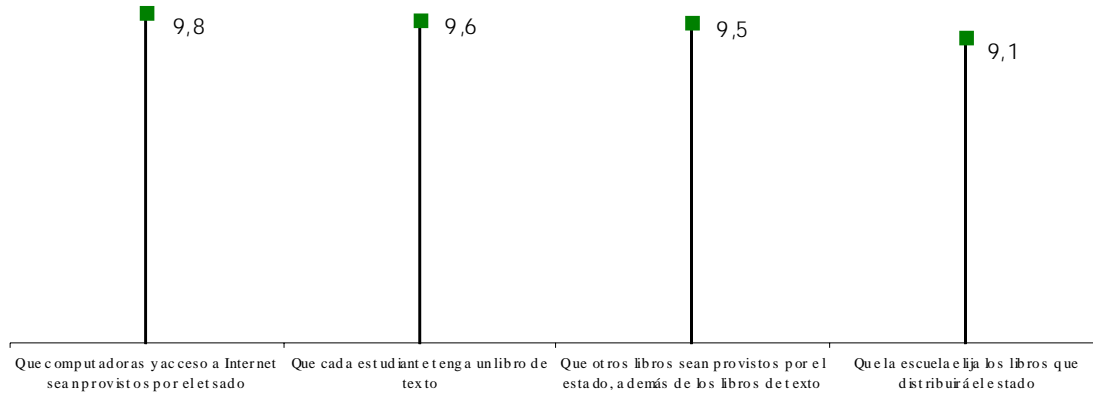 9,8
9,6
9,5
9,1
Que computadoras y acceso a Internet
sean provistos por el etsado
Que cada estudiante tenga un libro de
texto
Que otros libros sean provistos por el
estado, además de los libros de texto
Que la escuela elija los libros que
distribuirá el estado